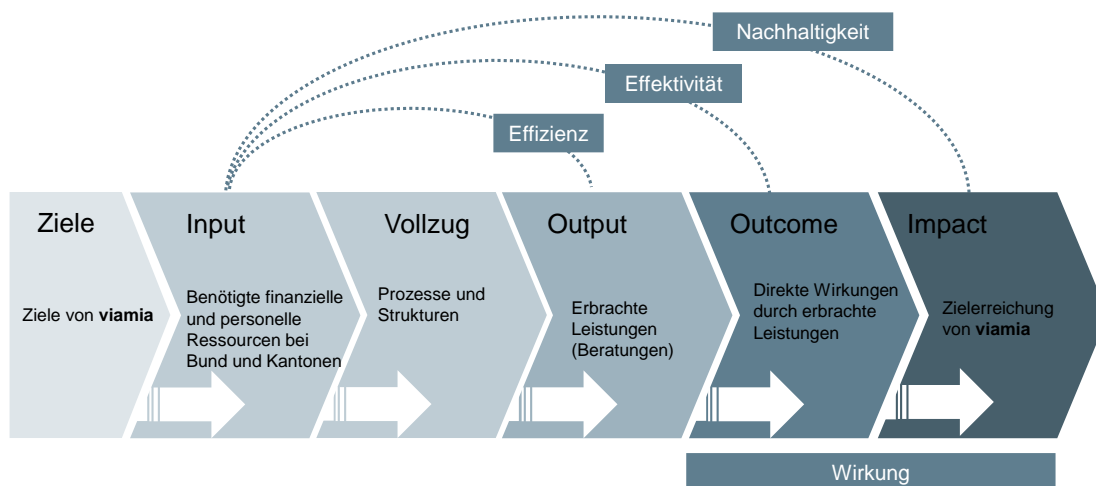 Nachhaltigkeit
Effektivität
Effizienz
Ziele
Ziele von viamia
Input
Benötigte finanzielle
und personelle
Ressourcen bei
Bund und Kantonen
Vollzug
Prozesse und
Strukturen
Output
Erbrachte
Leistungen
(Beratungen)
Outcome
Direkte Wirkungen
durch erbrachte
Leistungen
Impact
Zielerreichung
von viamia
Wirkung